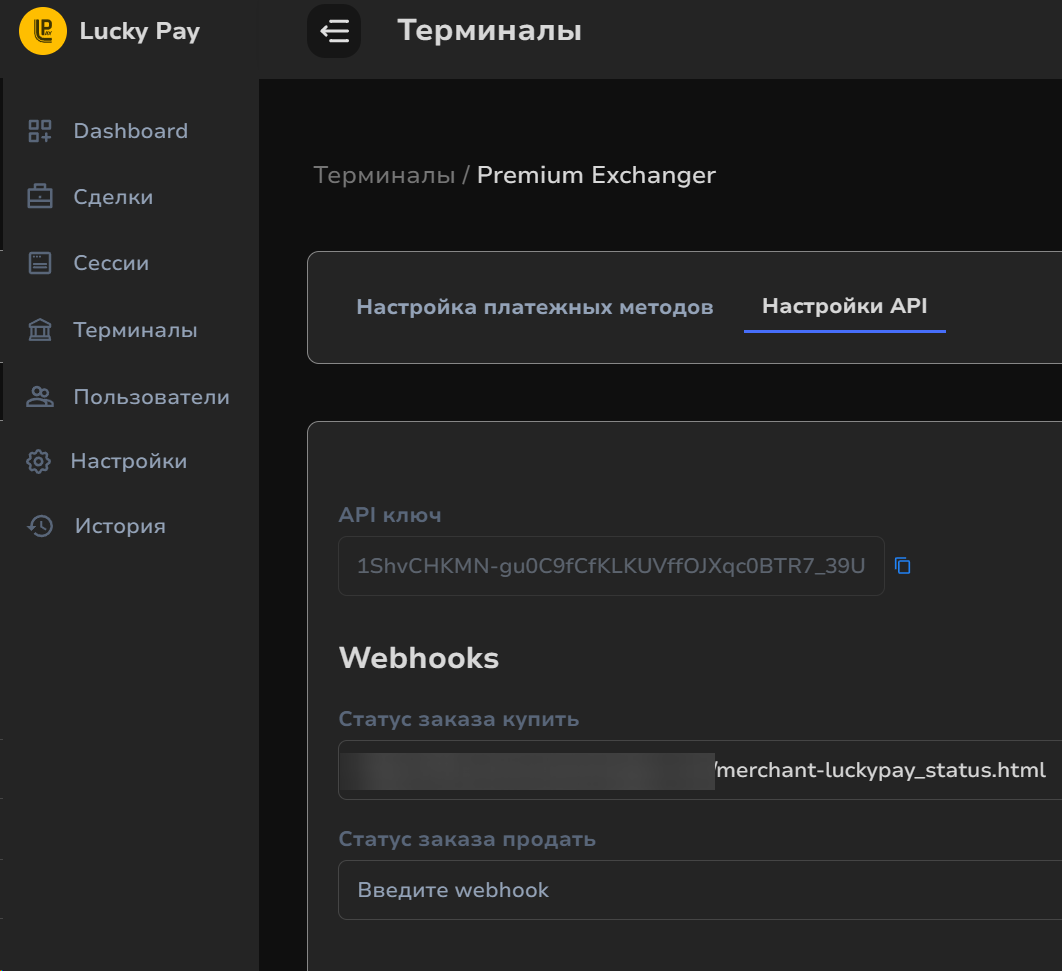 Lucky Pay
Терминалы
Dashboard
Сделки
Сессии
Терминалы
Пользователи
Настройки
История
Терминалы / Premium Exchanger
Настройка платежных методов
Настройки API
API ключ
1ShvCHKMN-gu0C9fCfKLKUVffOJXqc0BTR7_39U
Webhooks
Статус заказа купить
/merchant-luckypay_status.html
Статус заказа продать
Введите webhook